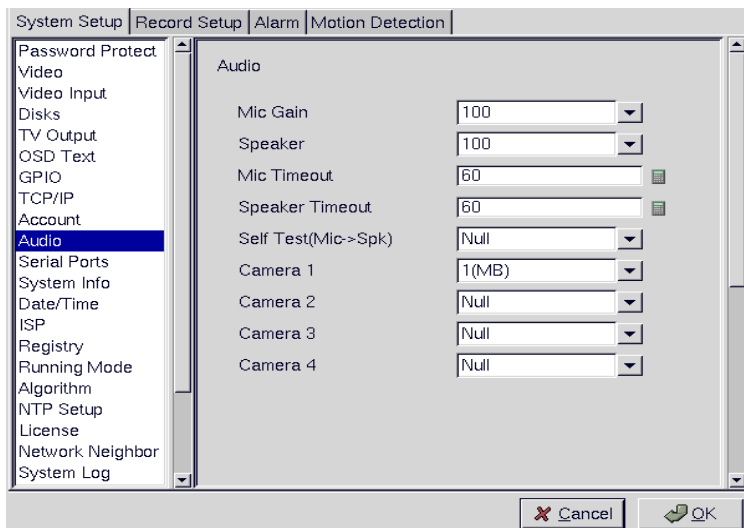 System Setup Record Setup Alarm Motion Detection
Password Protect
Video
Video Input
Disks
TV Output
OSD Text
GPIO
TCP/IP
Account
Audio
Serial Ports
System Info
Date/Time
ISP
Registry
Running Mode
Algorithm
NTP Setup
License
Network Neighbor
System Log
Audio
Mic Gain 100
Speaker 100
Mic Timeout 60
Speaker Timeout 60
Self Test(Mic->Spk) Null
Camera 1 1(MB)
Camera 2 Null
Camera 3 Null
Camera 4 Null
Cancel OK